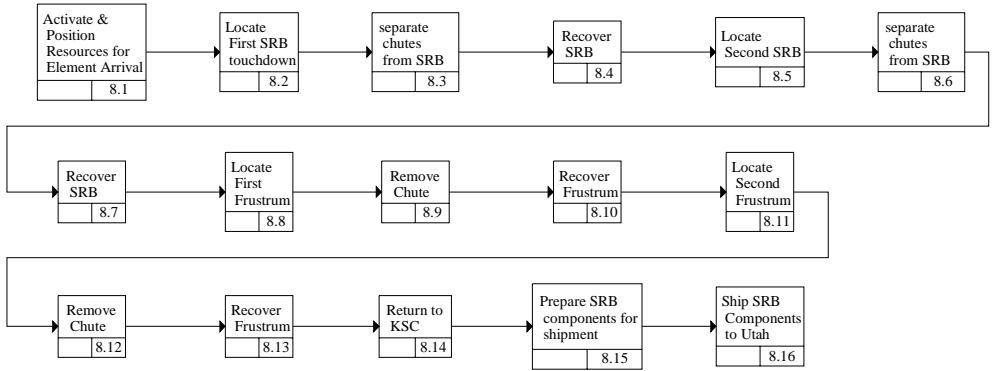 Activate &
Position
Resources for
Element Arrival
8.1
Locate
First SRB
touchdown
8.2
separate
chutes
from SRB
8.3
Recover
SRB
8.4
Locate
Second SRB
8.5
separate
chutes
from SRB
8.6
Recover
SRB
8.7
Locate
First
Frustrum
8.8
Remove
Chute
8.9
Recover
Frustrum
8.10
Locate
Second
Frustrum
8.11
Remove
Chute
8.12
Recover
Frustrum
8.13
Return to
KSC
8.14
Prepare SRB
components for
shipment
8.15
Ship SRB
Components
to Utah
8.16